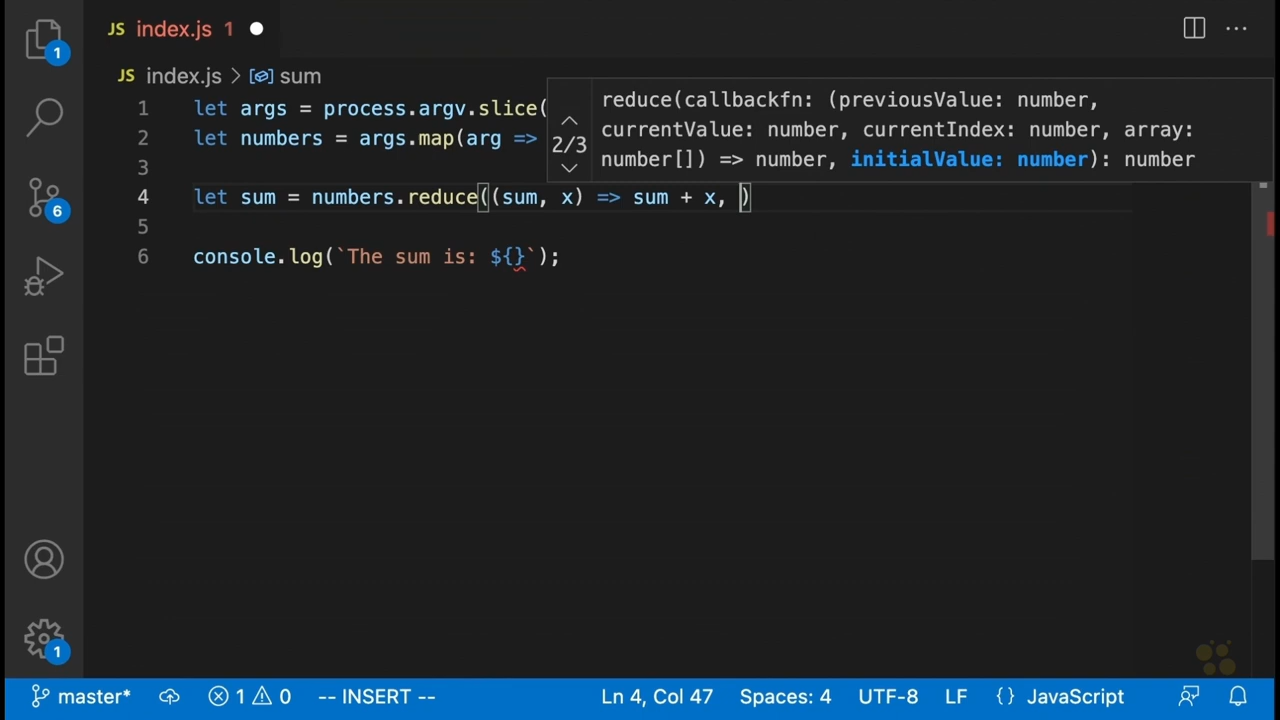 JS index.js 1
JS index.js > sum
1 let args = process.argv.slice(
2 let numbers = args.map(arg =>
3
4 let sum = numbers.reduce((sum, x) => sum + x, )
5
6 console.log(`The sum is: ${}`);
2/3
reduce(callbackfn: (previousValue: number,
currentValue: number, currentIndex: number, array:
number[]) => number, initialValue: number): number
1
6
1
master* 1 0 -- INSERT -- Ln 4, Col 47 Spaces: 4 UTF-8 LF {} JavaScript